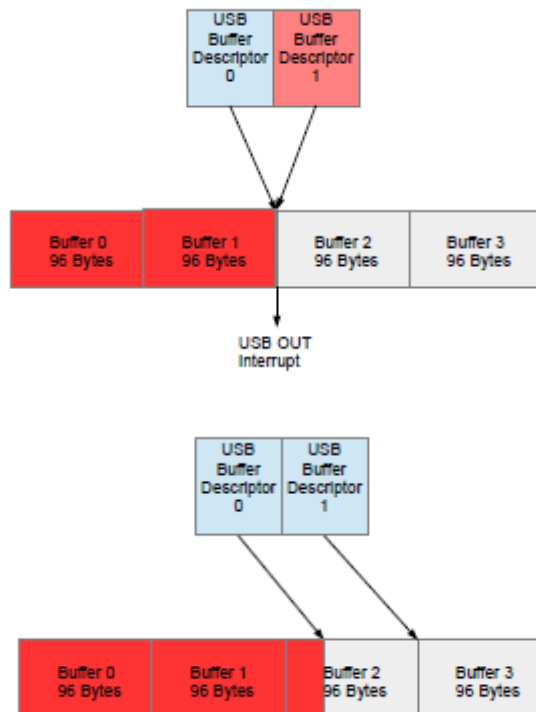 USB
Buffer
Descriptor
0
USB
Buffer
Descriptor
1
Buffer 0
96 Bytes
Buffer 1
96 Bytes
Buffer 2
96 Bytes
Buffer 3
96 Bytes
USB OUT
Interrupt
USB
Buffer
Descriptor
0
USB
Buffer
Descriptor
1
Buffer 0
96 Bytes
Buffer 1
96 Bytes
Buffer 2
96 Bytes
Buffer 3
96 Bytes